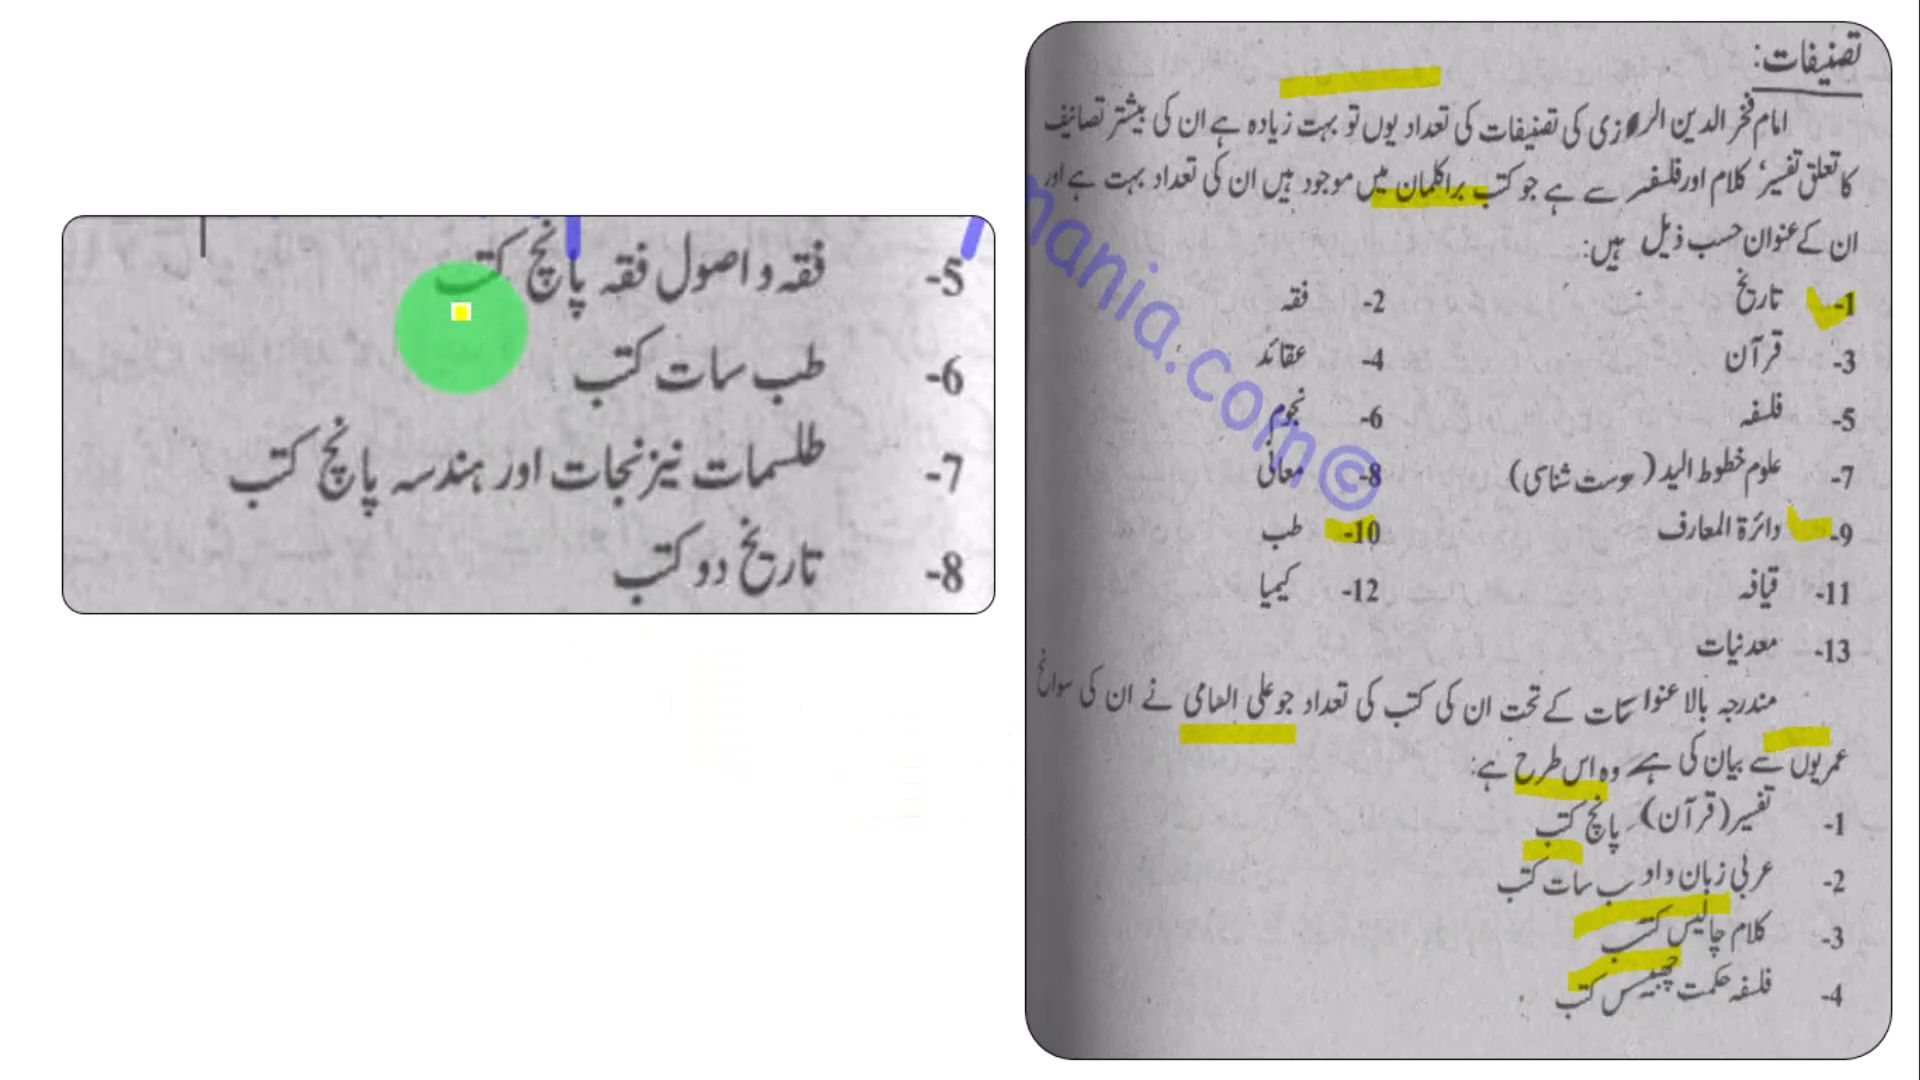 تصنیفات:
امام فخر الدین الرازی کی تصنیفات کی تعداد یوں تو بہت زیادہ ہے ان کی بیشتر تصانیف
کا تعلق تفسیر، کلام اور فلسفہ سے ہے جو کتب براکلمان میں موجود ہیں ان کی تعداد بہت ہے اور
ان کے عنوان حسب ذیل ہیں:
1- تاریخ 2- فقہ
3- قرآن 4- عقائد
5- فلسفہ 6- نجوم
7- علوم خطوط الید (دست شناسی) 8- معانی
9- دائرۃ المعارف 10- طب
11- قیافہ 12- کیمیا
13- معدنیات
مندرجہ بالا عنوانات کے تحت ان کی کتب کی تعداد جو علی العامی نے ان کی سوانح
عمریوں سے بیان کی ہے وہ اس طرح ہے:
1- تفسیر (قرآن) پانچ کتب
2- عربی زبان و ادب سات کتب
3- کلام چالیس کتب
4- فلسفہ حکمت چھبیس کتب
5- فقہ و اصول فقہ پانچ کتب
6- طب سات کتب
7- طلسمات نیز نجات اور ہندسہ پانچ کتب
8- تاریخ دو کتب
mania.com©